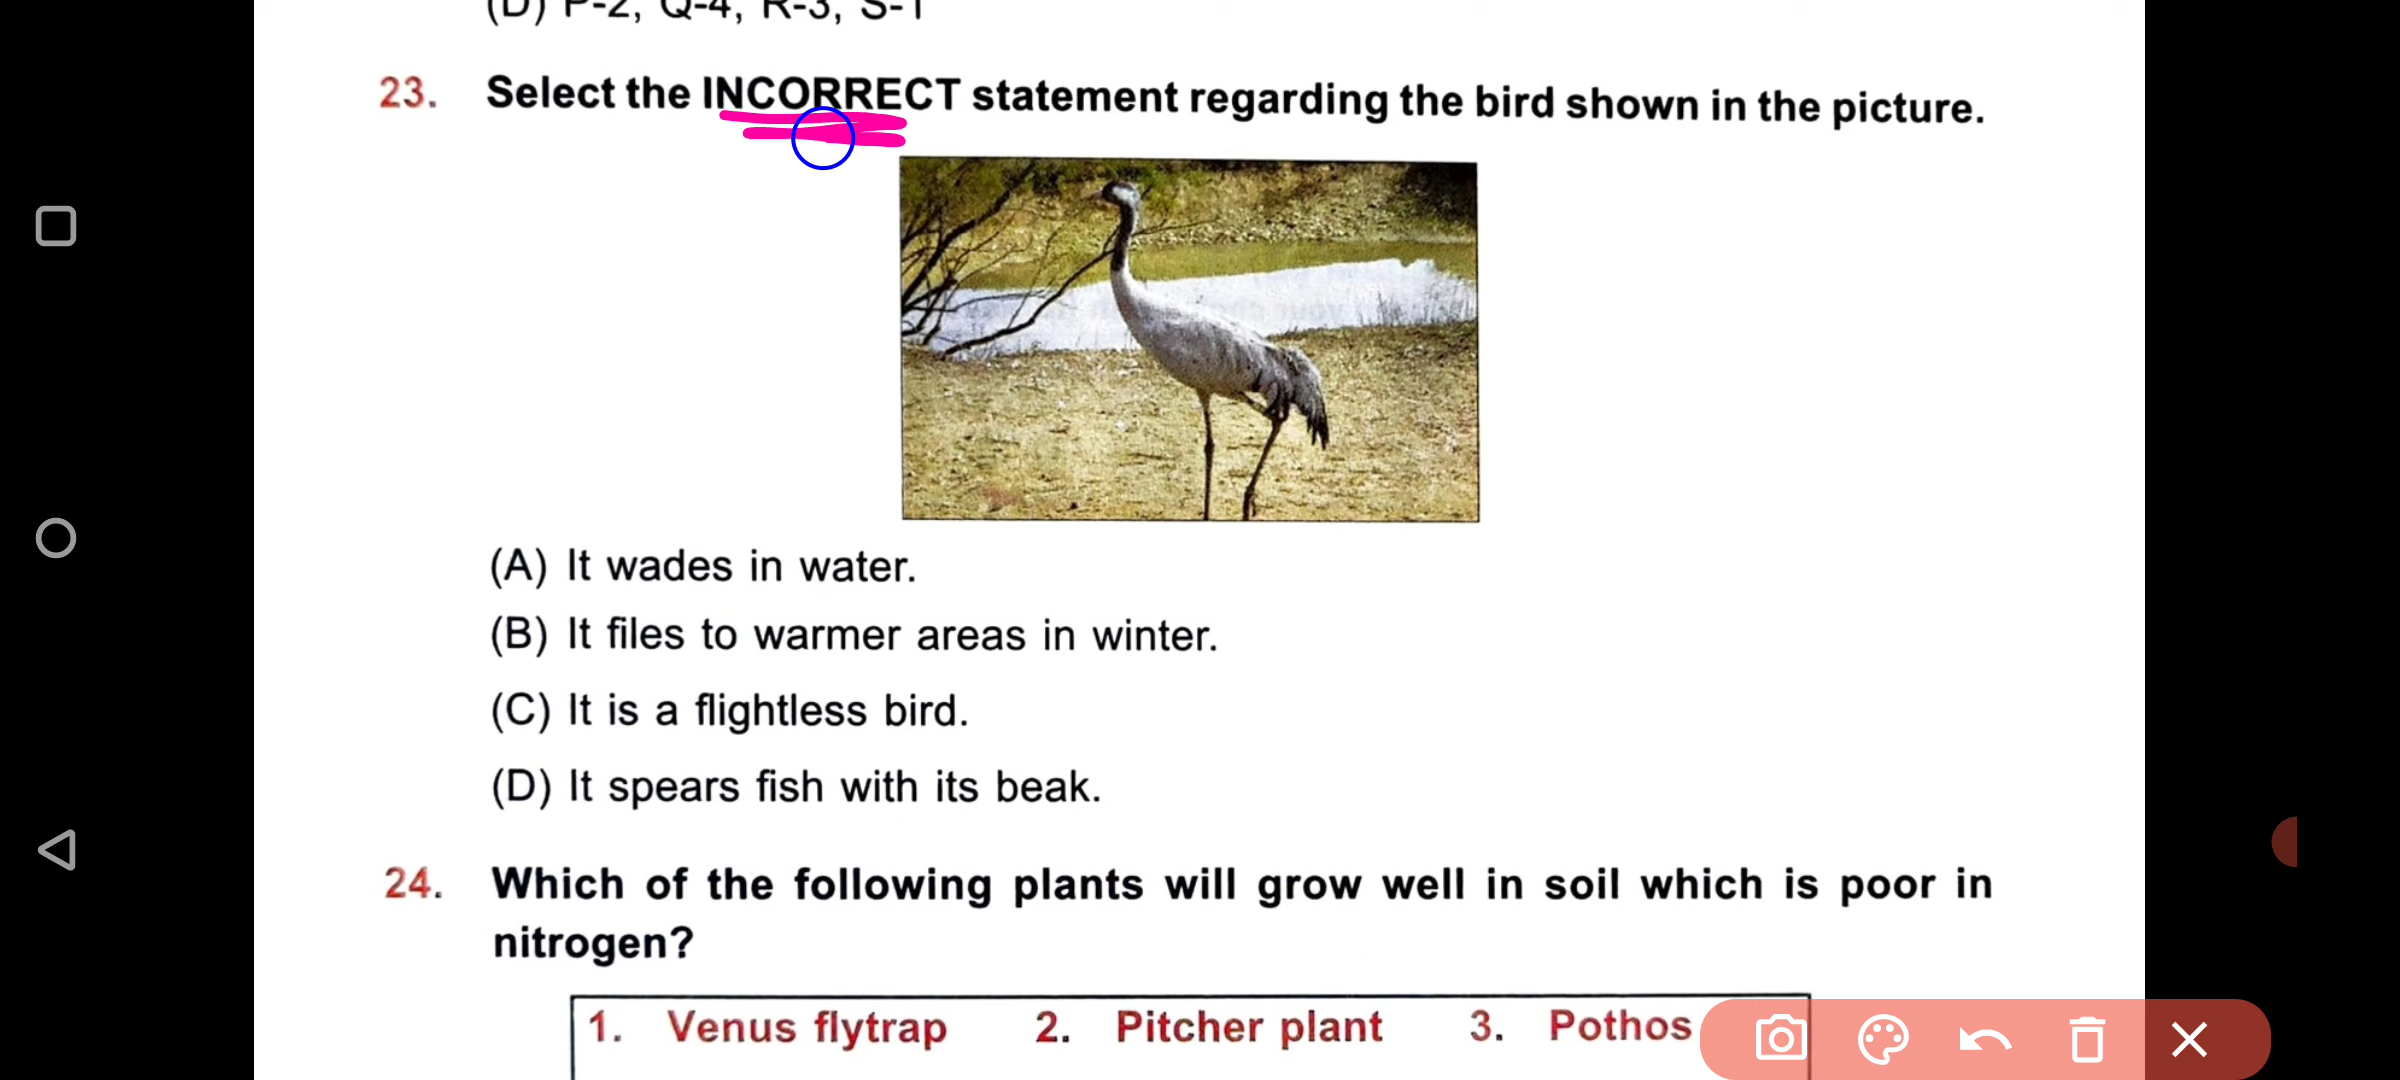 (D) P-2, Q-4, R-3, S-1
23. Select the INCORRECT statement regarding the bird shown in the picture.
(A) It wades in water.
(B) It files to warmer areas in winter.
(C) It is a flightless bird.
(D) It spears fish with its beak.
24. Which of the following plants will grow well in soil which is poor in
nitrogen?
1. Venus flytrap 2. Pitcher plant 3. Pothos